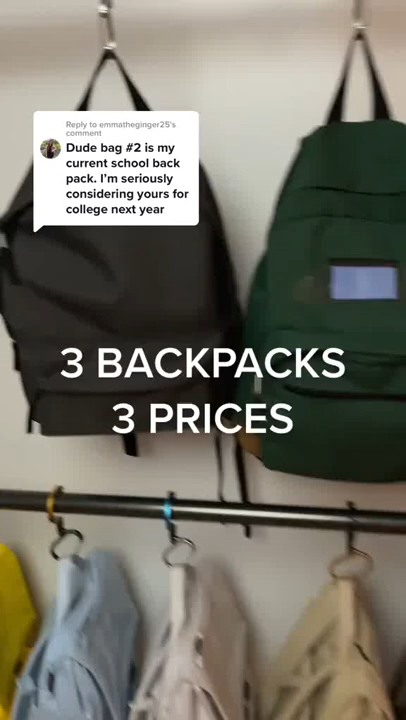 Reply to emmatheginger25's
comment
Dude bag #2 is my
current school back
pack. I'm seriously
considering yours for
college next year
3 BACKPACKS
3 PRICES